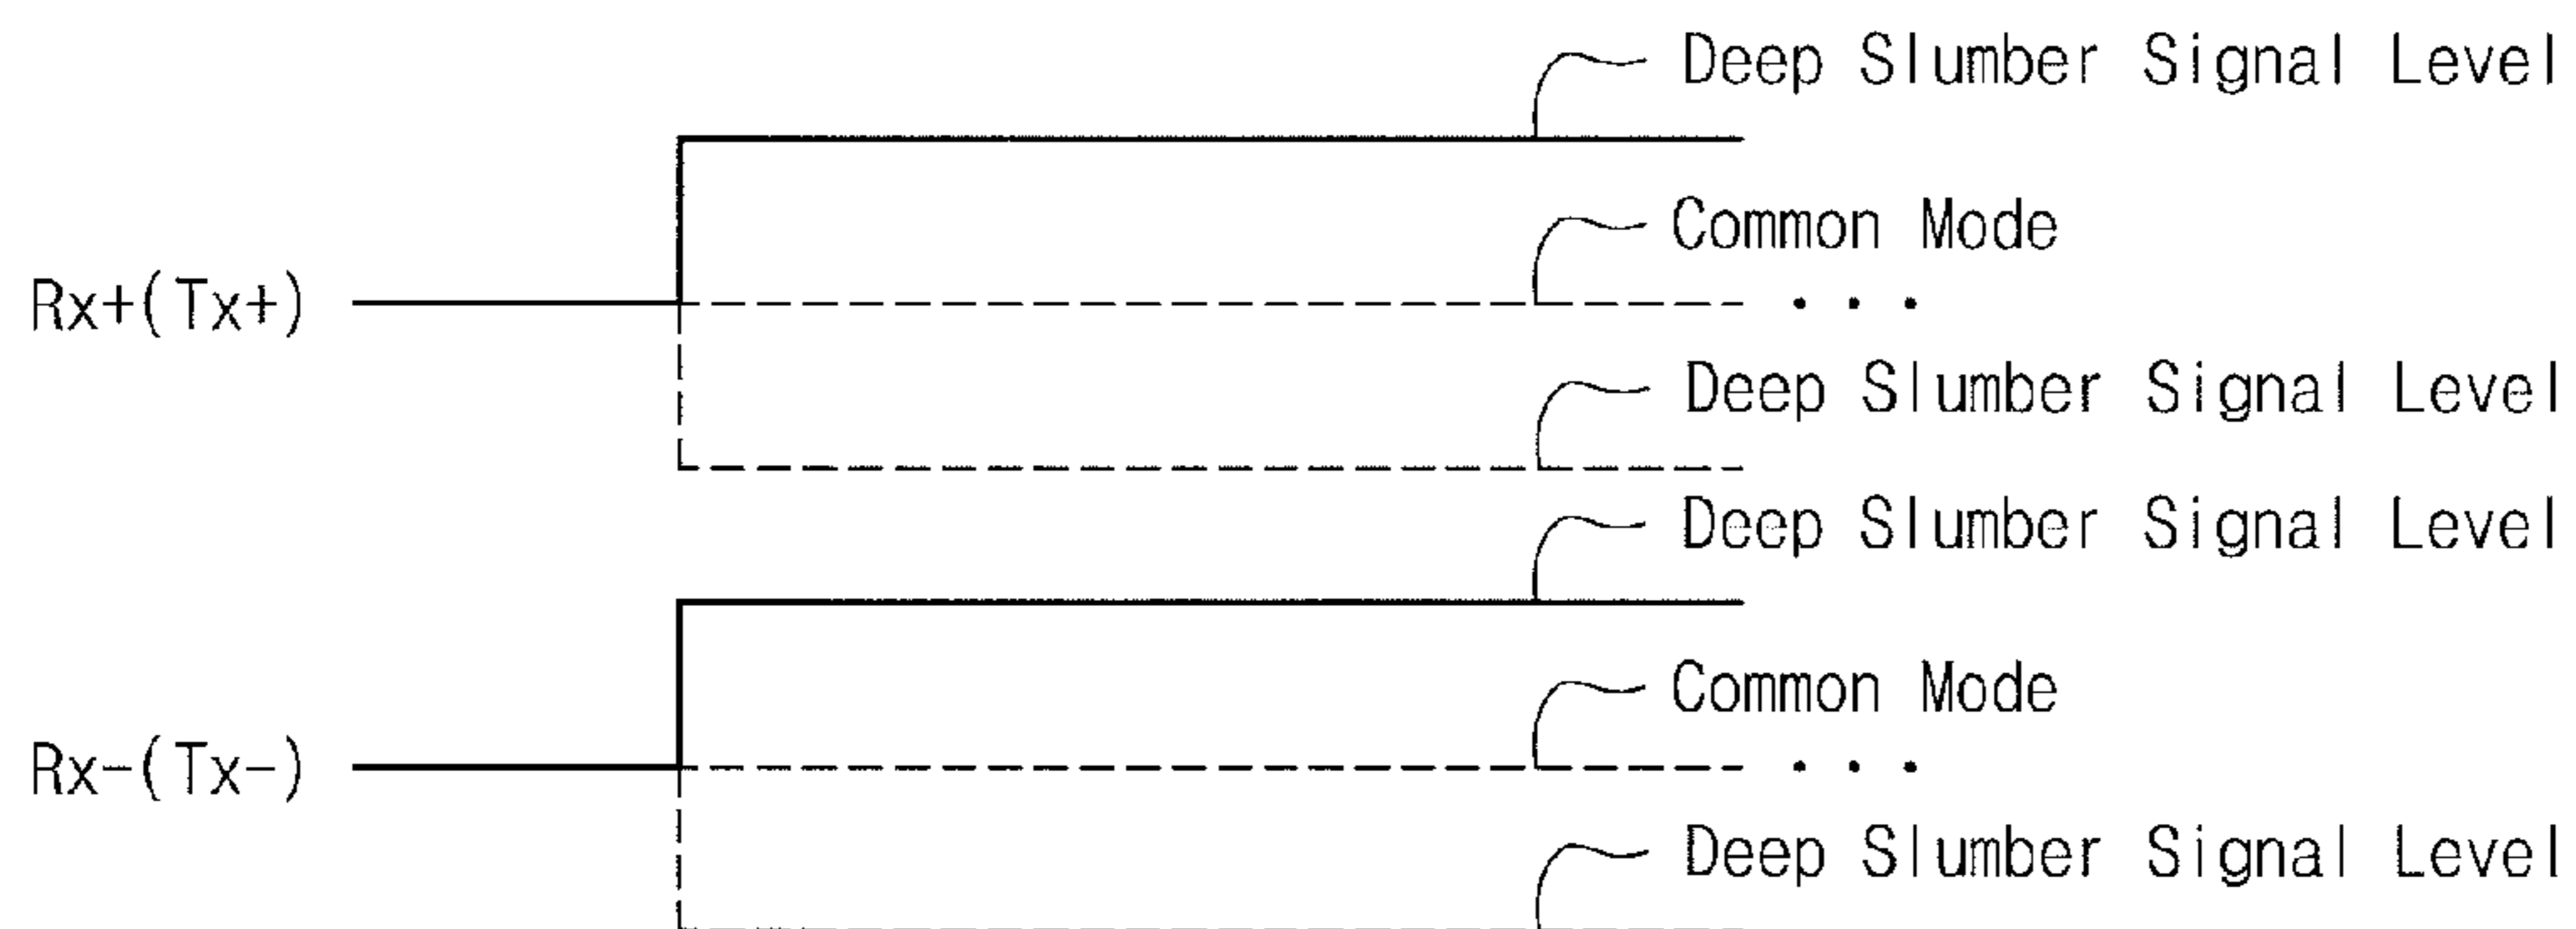 Deep Slumber Signal Level
Common Mode
Rx+(Tx+)
Deep Slumber Signal Level
Deep Slumber Signal Level
Common Mode
Rx-(Tx-)
Deep Slumber Signal Level